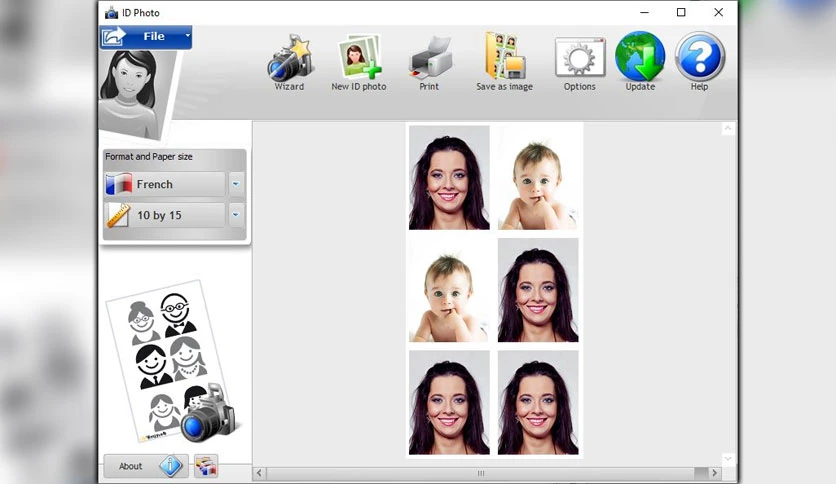 ID Photo
File
Wizard
New ID photo
Print
Save as image
Options
Update
Help
Format and Paper size
French
10 by 15
About